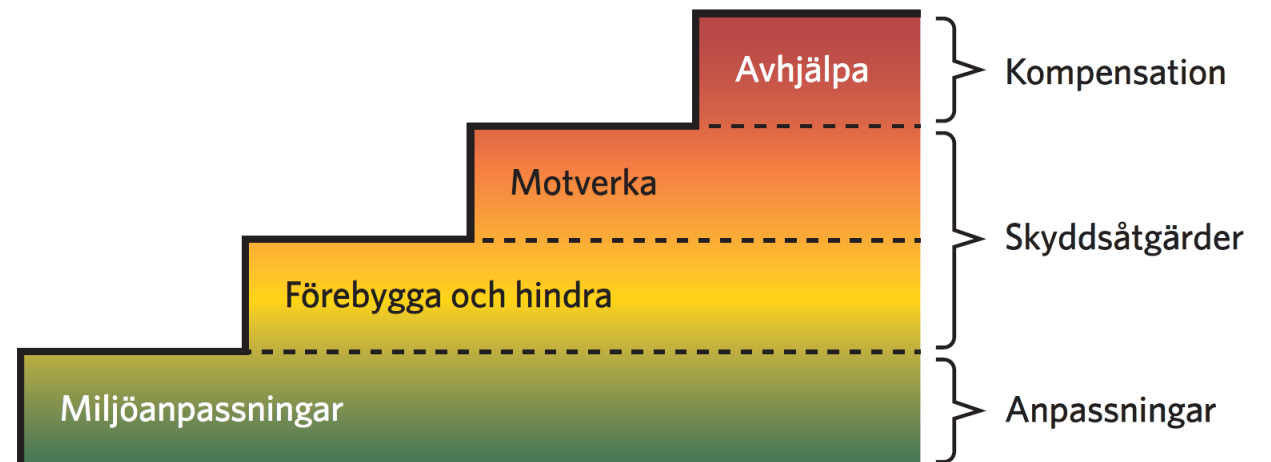 Avhjälpa
Kompensation
Motverka
Skyddsåtgärder
Förebygga och hindra
Miljöanpassningar
Anpassningar